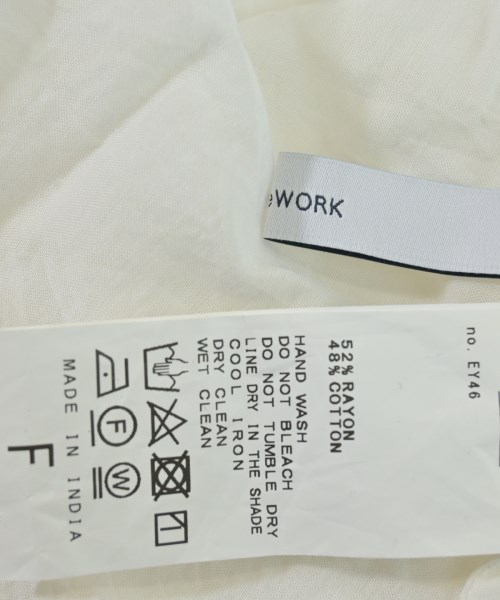 WORK
no. EY46
52% RAYON
48% COTTON
HAND WASH
DO NOT BLEACH
DO NOT TUMBLE DRY
LINE DRY IN THE SHADE
COOL IRON
DRY CLEAN
WET CLEAN
F
W
MADE IN INDIA
F